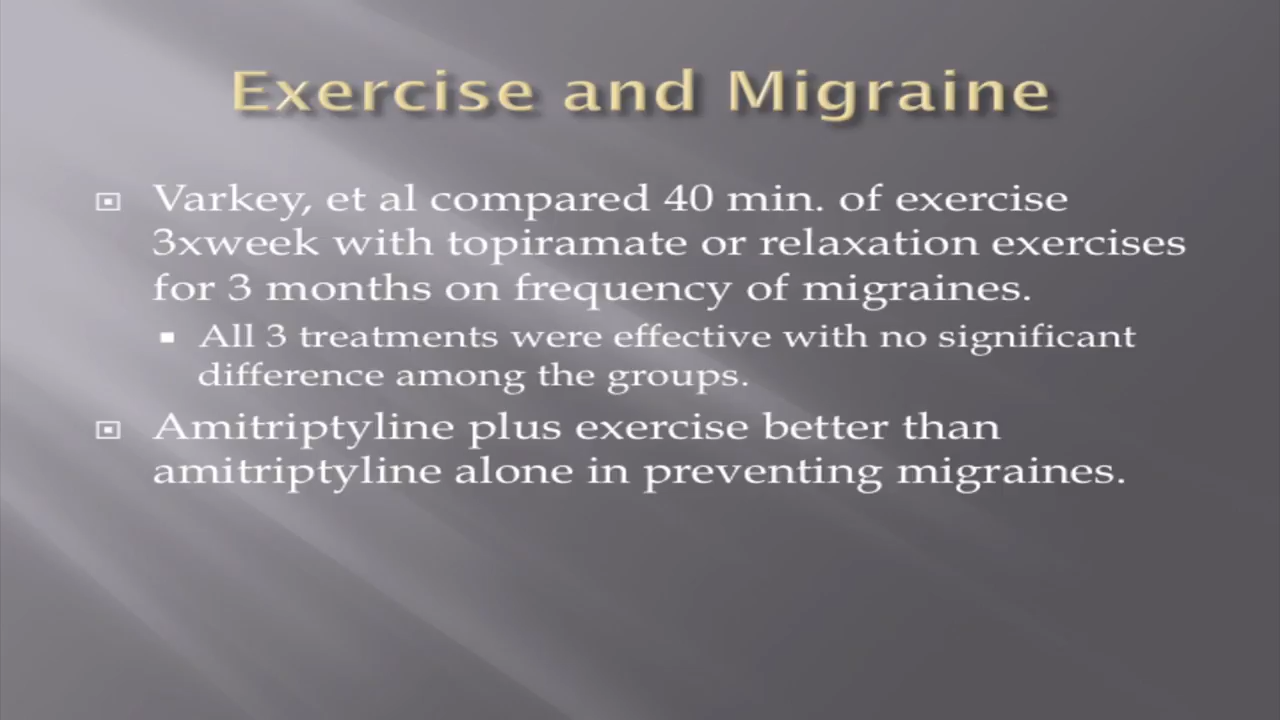 Exercise and Migraine
Varkey, et al compared 40 min. of exercise
3xweek with topiramate or relaxation exercises
for 3 months on frequency of migraines.
All 3 treatments were effective with no significant
difference among the groups.
Amitriptyline plus exercise better than
amitriptyline alone in preventing migraines.